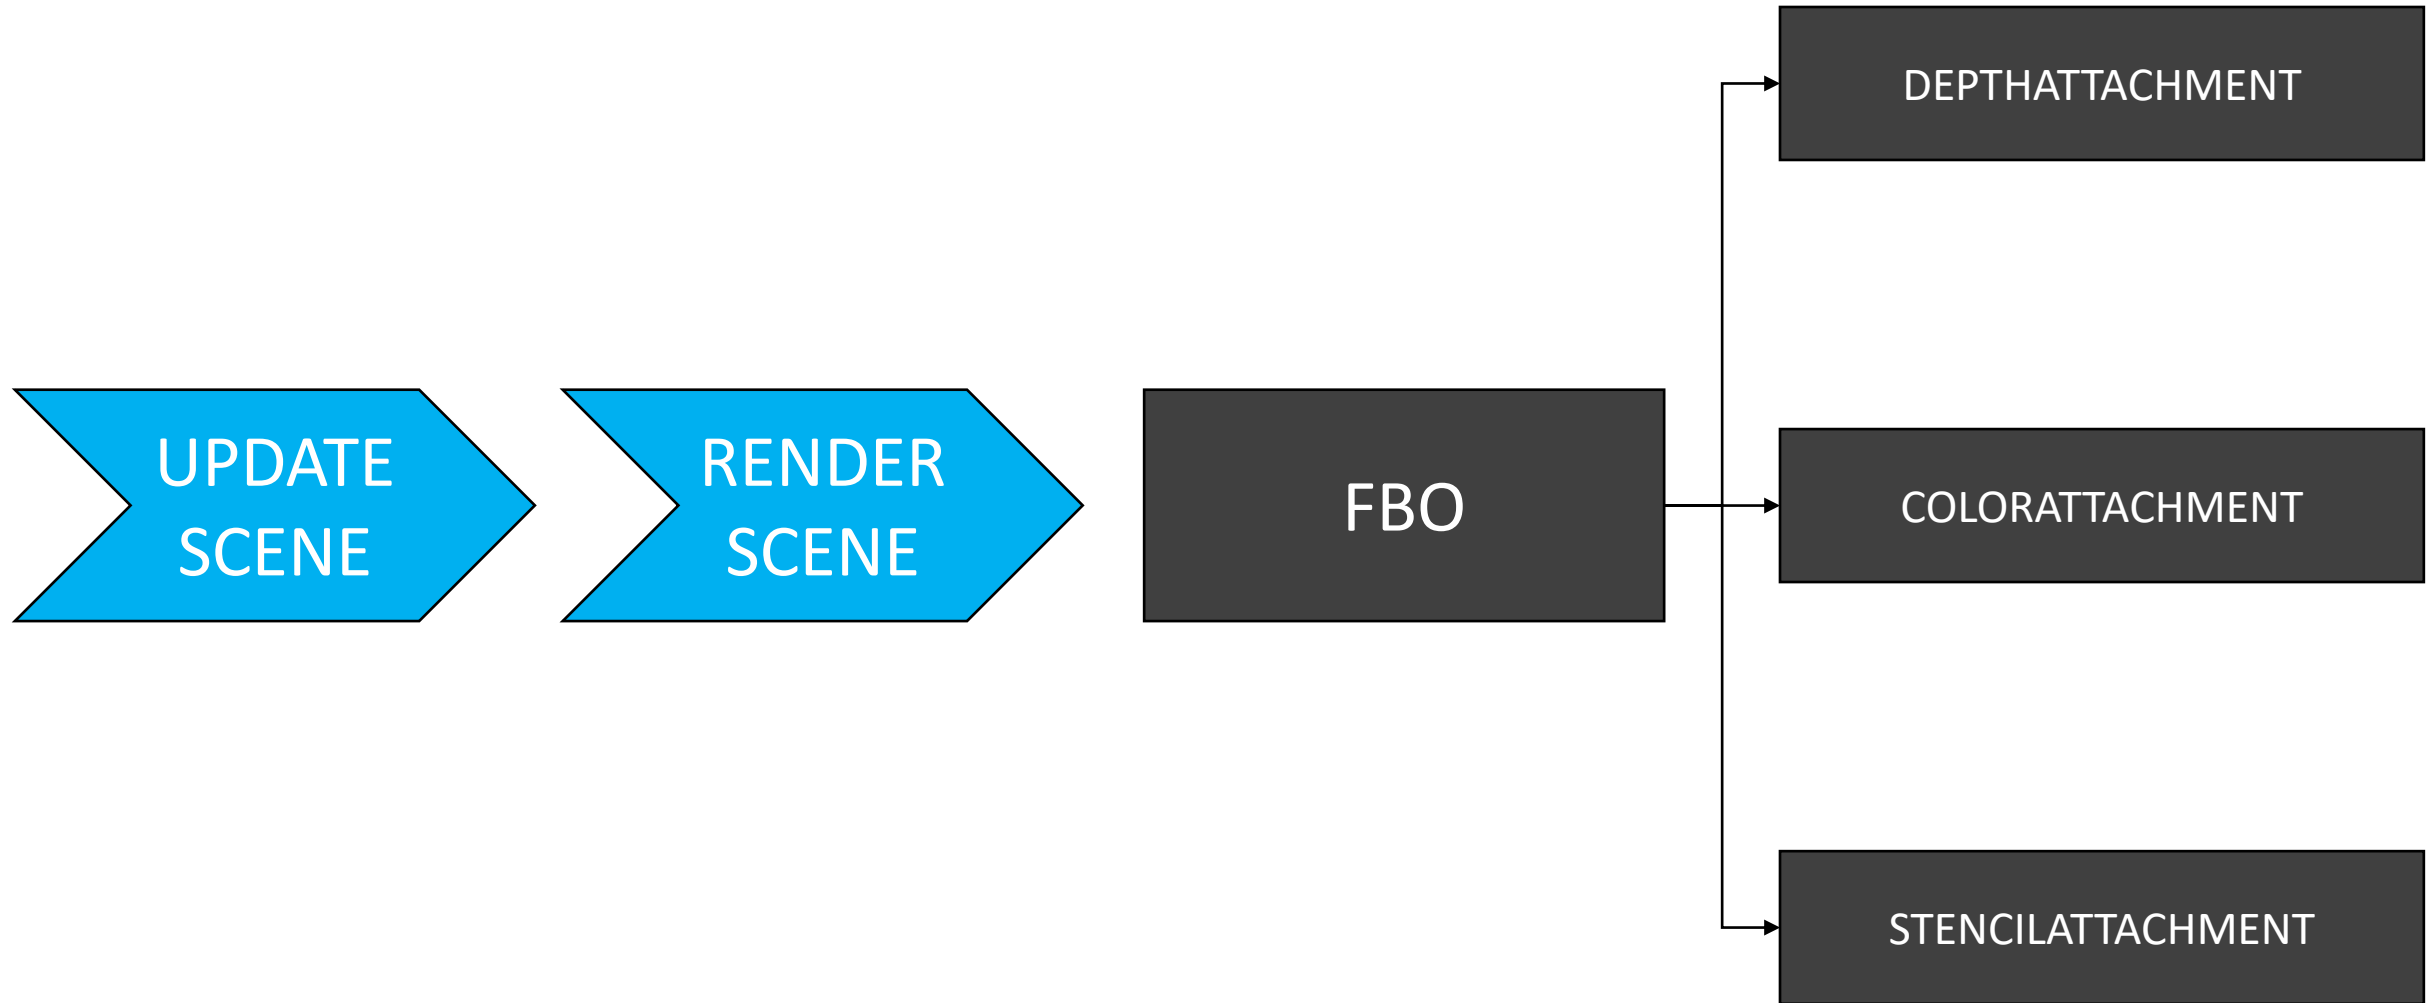 UPDATE
SCENE
RENDER
SCENE
FBO
DEPTHATTACHMENT
COLORATTACHMENT
STENCILATTACHMENT